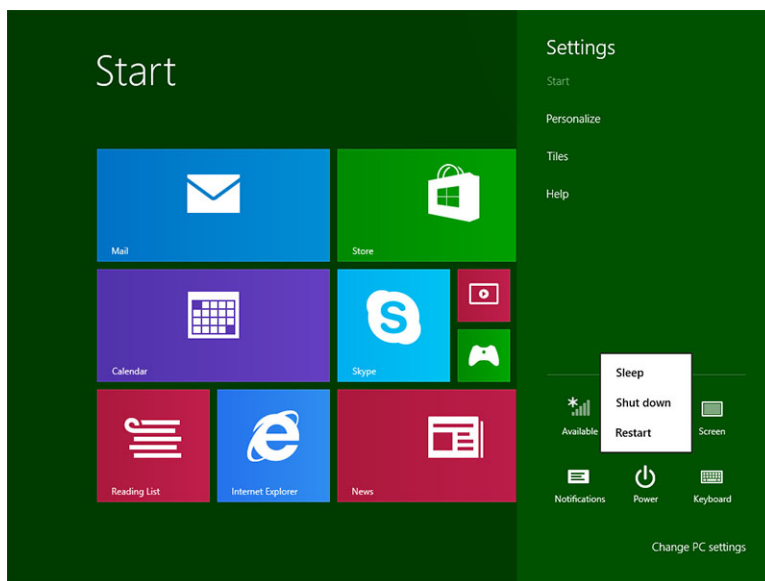 Start
Mail
Store
Calendar
Skype
Reading List
Internet Explorer
News
Settings
Start
Personalize
Tiles
Help
Sleep
Shut down
Restart
Available
Screen
Notifications
Power
Keyboard
Change PC settings